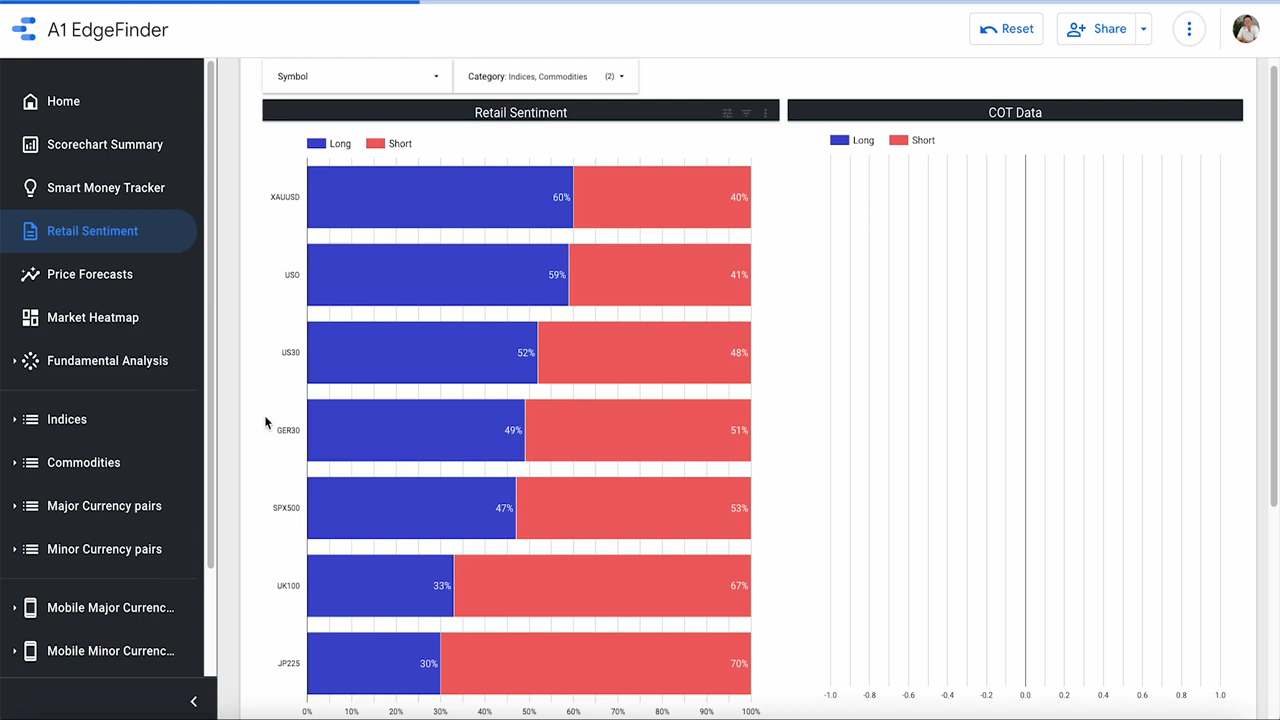 A1 EdgeFinder
Reset
Share
Home
Scorechart Summary
Smart Money Tracker
Retail Sentiment
Price Forecasts
Market Heatmap
Fundamental Analysis
Indices
Commodities
Major Currency pairs
Minor Currency pairs
Mobile Major Currenc...
Mobile Minor Currenc...
Symbol
Category: Indices, Commodities (2)
Retail Sentiment
Long Short
XAUUSD 60% 40%
USO 59% 41%
US30 52% 48%
GER30 49% 51%
SPX500 47% 53%
UK100 33% 67%
JP225 30% 70%
0% 10% 20% 30% 40% 50% 60% 70% 80% 90% 100%
COT Data
Long Short
-1.0 -0.8 -0.6 -0.4 -0.2 0.0 0.2 0.4 0.6 0.8 1.0